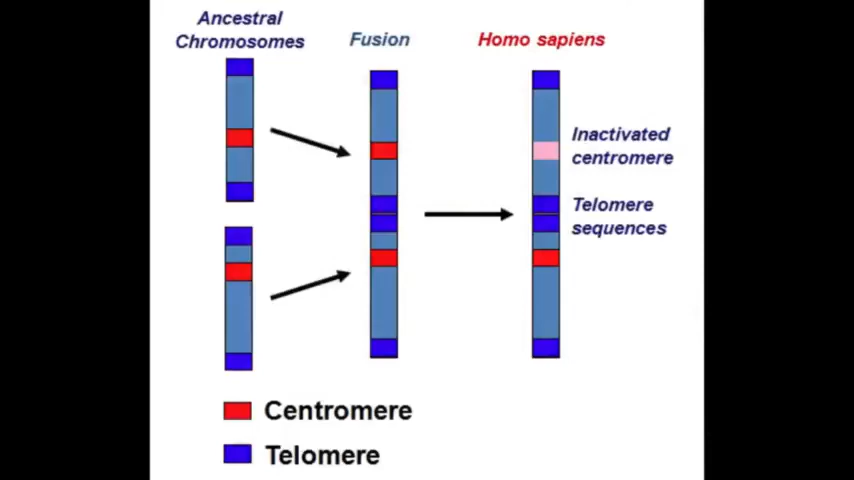 Ancestral
Chromosomes
Fusion
Homo sapiens
Inactivated
centromere
Telomere
sequences
Centromere
Telomere